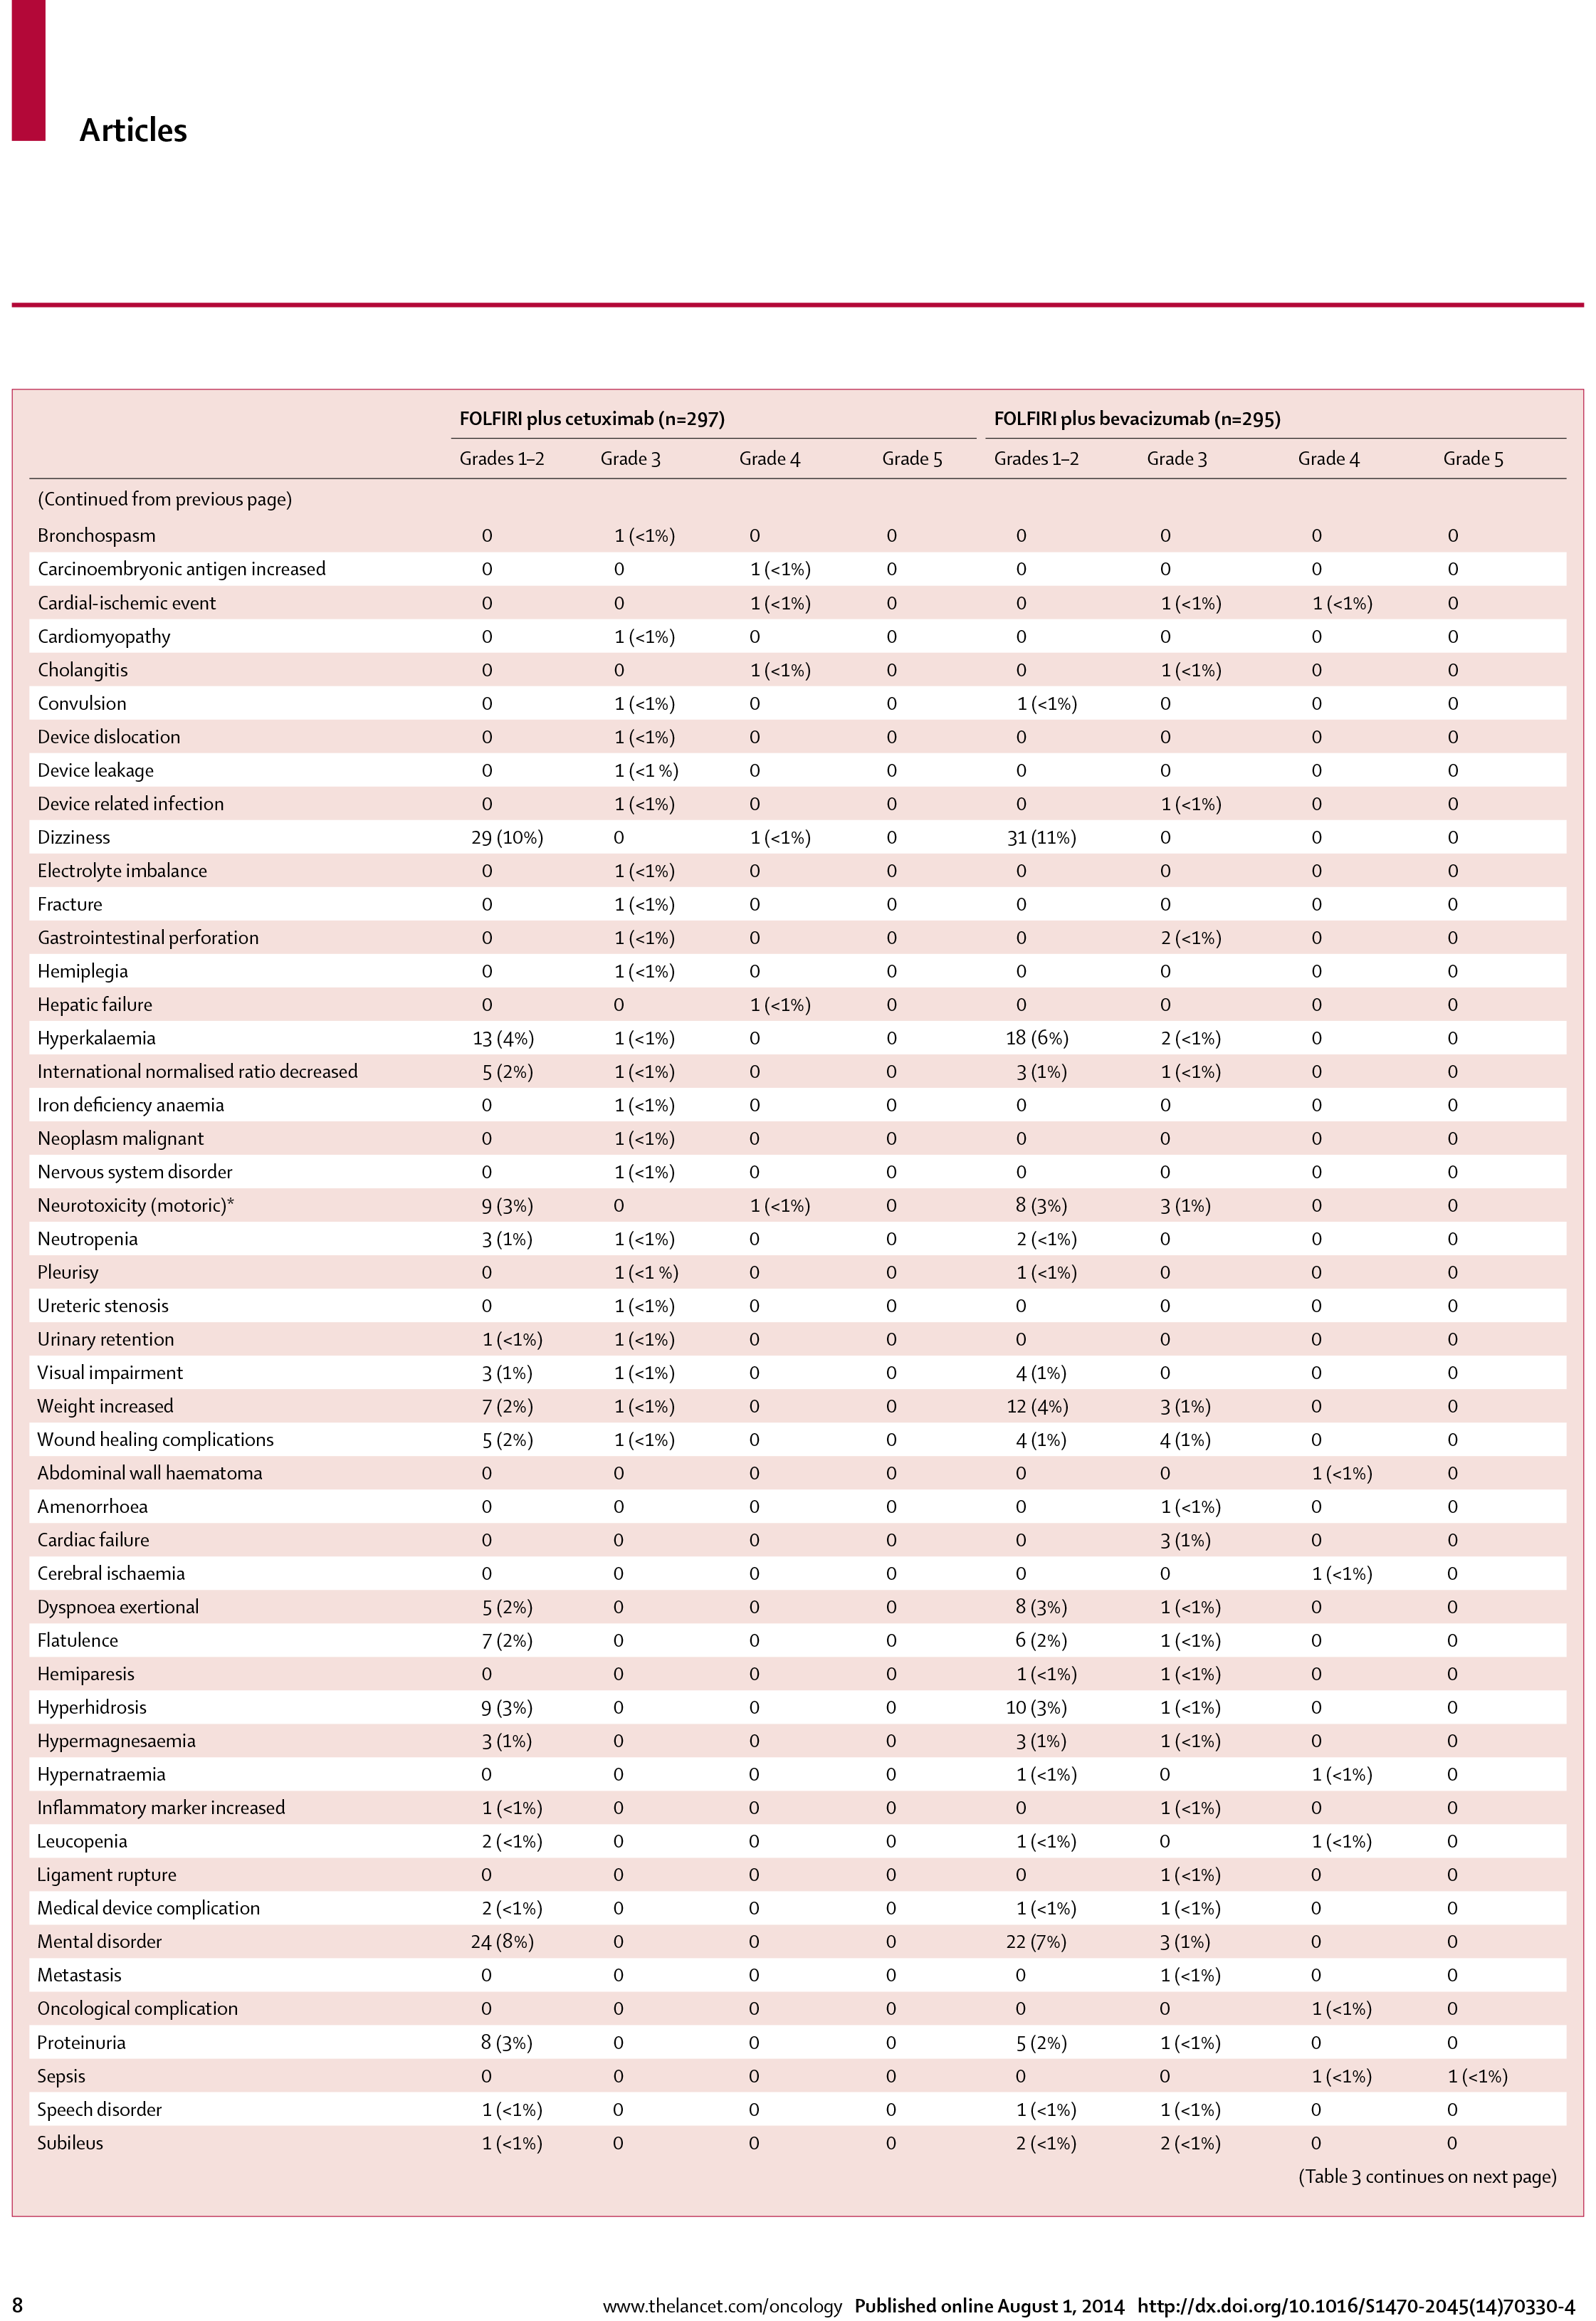 Articles
FOLFIRI plus cetuximab (n=297) FOLFIRI plus bevacizumab (n=295)
Grades 1–2 Grade 3 Grade 4 Grade 5 Grades 1–2 Grade 3 Grade 4 Grade 5
(Continued from previous page)
Bronchospasm 0 1 (<1%) 0 0 0 0 0 0
Carcinoembryonic antigen increased 0 0 1 (<1%) 0 0 0 0 0
Cardial-ischemic event 0 0 1 (<1%) 0 0 1 (<1%) 1 (<1%) 0
Cardiomyopathy 0 1 (<1%) 0 0 0 0 0 0
Cholangitis 0 0 1 (<1%) 0 0 1 (<1%) 0 0
Convulsion 0 1 (<1%) 0 0 1 (<1%) 0 0 0
Device dislocation 0 1 (<1%) 0 0 0 0 0 0
Device leakage 0 1 (<1 %) 0 0 0 0 0 0
Device related infection 0 1 (<1%) 0 0 0 1 (<1%) 0 0
Dizziness 29 (10%) 0 1 (<1%) 0 31 (11%) 0 0 0
Electrolyte imbalance 0 1 (<1%) 0 0 0 0 0 0
Fracture 0 1 (<1%) 0 0 0 0 0 0
Gastrointestinal perforation 0 1 (<1%) 0 0 0 2 (<1%) 0 0
Hemiplegia 0 1 (<1%) 0 0 0 0 0 0
Hepatic failure 0 0 1 (<1%) 0 0 0 0 0
Hyperkalaemia 13 (4%) 1 (<1%) 0 0 18 (6%) 2 (<1%) 0 0
International normalised ratio decreased 5 (2%) 1 (<1%) 0 0 3 (1%) 1 (<1%) 0 0
Iron deficiency anaemia 0 1 (<1%) 0 0 0 0 0 0
Neoplasm malignant 0 1 (<1%) 0 0 0 0 0 0
Nervous system disorder 0 1 (<1%) 0 0 0 0 0 0
Neurotoxicity (motoric)* 9 (3%) 0 1 (<1%) 0 8 (3%) 3 (1%) 0 0
Neutropenia 3 (1%) 1 (<1%) 0 0 2 (<1%) 0 0 0
Pleurisy 0 1 (<1 %) 0 0 1 (<1%) 0 0 0
Ureteric stenosis 0 1 (<1%) 0 0 0 0 0 0
Urinary retention 1 (<1%) 1 (<1%) 0 0 0 0 0 0
Visual impairment 3 (1%) 1 (<1%) 0 0 4 (1%) 0 0 0
Weight increased 7 (2%) 1 (<1%) 0 0 12 (4%) 3 (1%) 0 0
Wound healing complications 5 (2%) 1 (<1%) 0 0 4 (1%) 4 (1%) 0 0
Abdominal wall haematoma 0 0 0 0 0 0 1 (<1%) 0
Amenorrhoea 0 0 0 0 0 1 (<1%) 0 0
Cardiac failure 0 0 0 0 0 3 (1%) 0 0
Cerebral ischaemia 0 0 0 0 0 0 1 (<1%) 0
Dyspnoea exertional 5 (2%) 0 0 0 8 (3%) 1 (<1%) 0 0
Flatulence 7 (2%) 0 0 0 6 (2%) 1 (<1%) 0 0
Hemiparesis 0 0 0 0 1 (<1%) 1 (<1%) 0 0
Hyperhidrosis 9 (3%) 0 0 0 10 (3%) 1 (<1%) 0 0
Hypermagnesaemia 3 (1%) 0 0 0 3 (1%) 1 (<1%) 0 0
Hypernatraemia 0 0 0 0 1 (<1%) 0 1 (<1%) 0
Inflammatory marker increased 1 (<1%) 0 0 0 0 1 (<1%) 0 0
Leucopenia 2 (<1%) 0 0 0 1 (<1%) 0 1 (<1%) 0
Ligament rupture 0 0 0 0 0 1 (<1%) 0 0
Medical device complication 2 (<1%) 0 0 0 1 (<1%) 1 (<1%) 0 0
Mental disorder 24 (8%) 0 0 0 22 (7%) 3 (1%) 0 0
Metastasis 0 0 0 0 0 1 (<1%) 0 0
Oncological complication 0 0 0 0 0 0 1 (<1%) 0
Proteinuria 8 (3%) 0 0 0 5 (2%) 1 (<1%) 0 0
Sepsis 0 0 0 0 0 0 1 (<1%) 1 (<1%)
Speech disorder 1 (<1%) 0 0 0 1 (<1%) 1 (<1%) 0 0
Subileus 1 (<1%) 0 0 0 2 (<1%) 2 (<1%) 0 0
(Table 3 continues on next page)
8 www.thelancet.com/oncology Published online August 1, 2014 http://dx.doi.org/10.1016/S1470-2045(14)70330-4